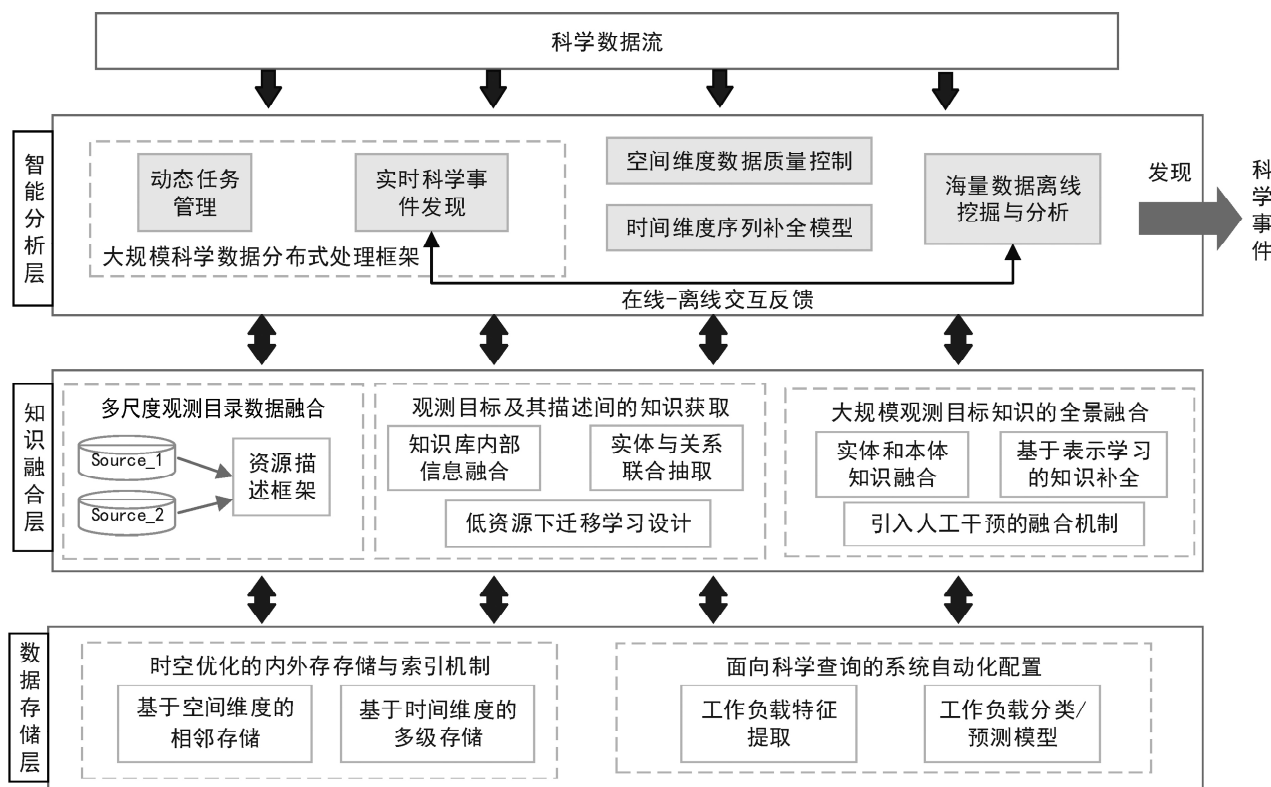 科学数据流
智能分析层
动态任务
管理
实时科学事
件发现
大规模科学数据分布式处理框架
空间维度数据质量控制
时间维度序列补全模型
海量数据离线
挖掘与分析
在线-离线交互反馈
发现
科学事件
知识融合层
多尺度观测目录数据融合
Source_1
Source_2
资源描
述框架
观测目标及其描述间的知识获取
知识库内部
信息融合
实体与关系
联合抽取
低资源下迁移学习设计
大规模观测目标知识的全景融合
实体和本体
知识融合
基于表示学习
的知识补全
引入人工干预的融合机制
数据存储层
时空优化的内外存存储与索引机制
基于空间维度的
相邻存储
基于时间维度的
多级存储
面向科学查询的系统自动化配置
工作负载特征
提取
工作负载分类/
预测模型